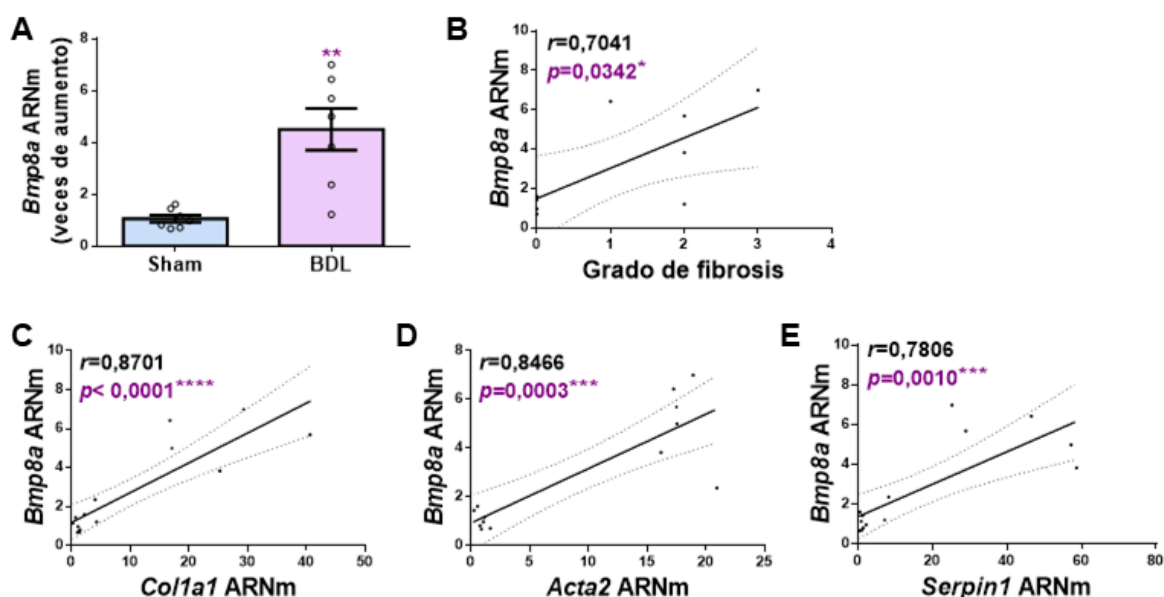 A
Bmp8a ARNm
(veces de aumento)
8
6
4
2
0
**
Sham
BDL
B
Bmp8a ARNm
10
8
6
4
2
0
r=0,7041
p=0,0342*
0
1
2
3
4
Grado de fibrosis
C
Bmp8a ARNm
10
8
6
4
2
0
r=0,8701
p< 0,0001****
0
10
20
30
40
50
Col1a1 ARNm
D
Bmp8a ARNm
8
6
4
2
0
r=0,8466
p=0,0003***
0
5
10
15
20
25
Acta2 ARNm
E
Bmp8a ARNm
10
8
6
4
2
0
r=0,7806
p=0,0010***
0
20
40
60
80
Serpin1 ARNm